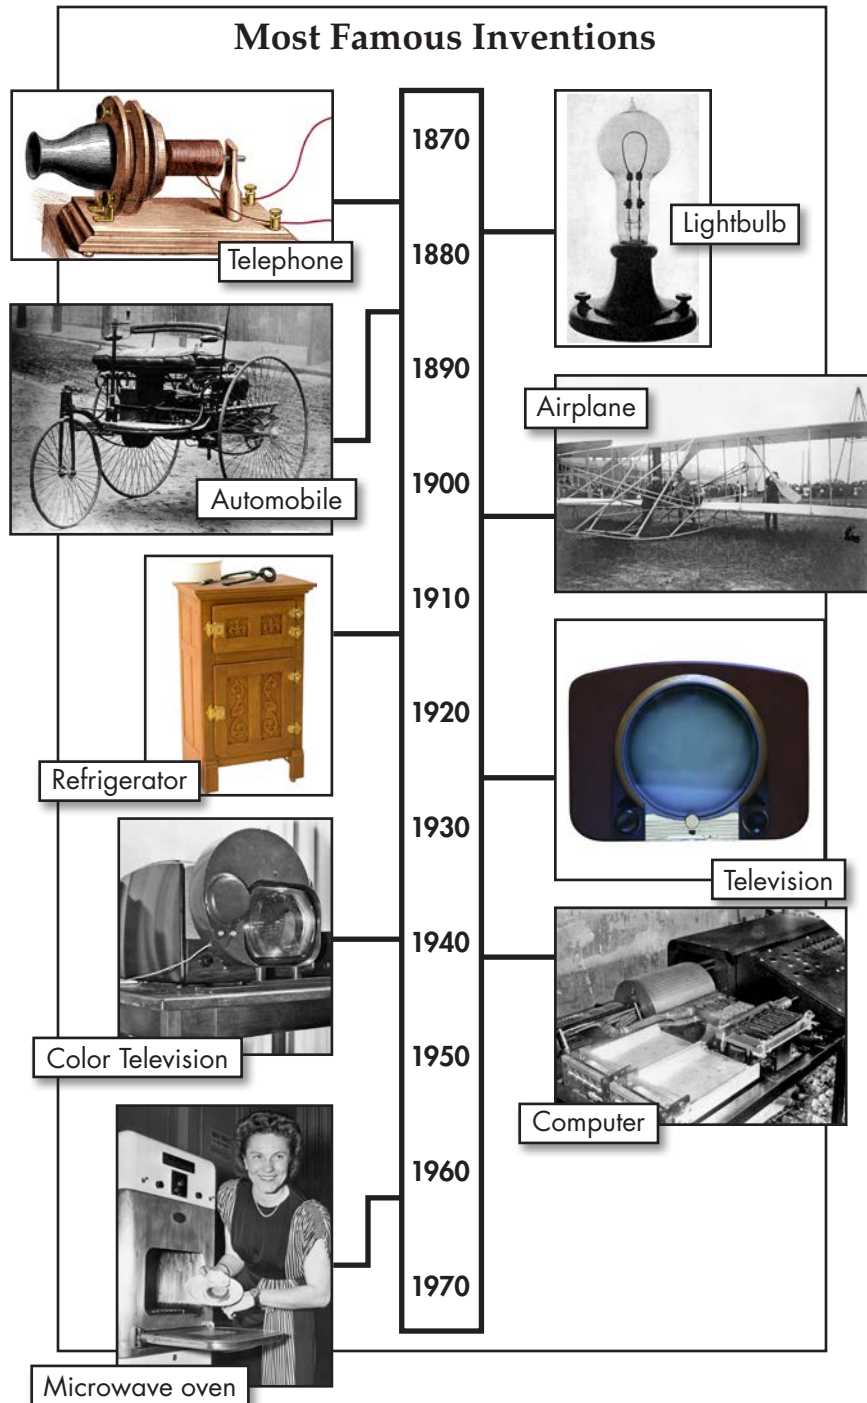 Most Famous Inventions
1870
Lightbulb
Telephone
1880
1890
Airplane
Automobile
1900
1910
1920
Refrigerator
1930
Television
1940
Color Television
1950
Computer
1960
1970
Microwave oven